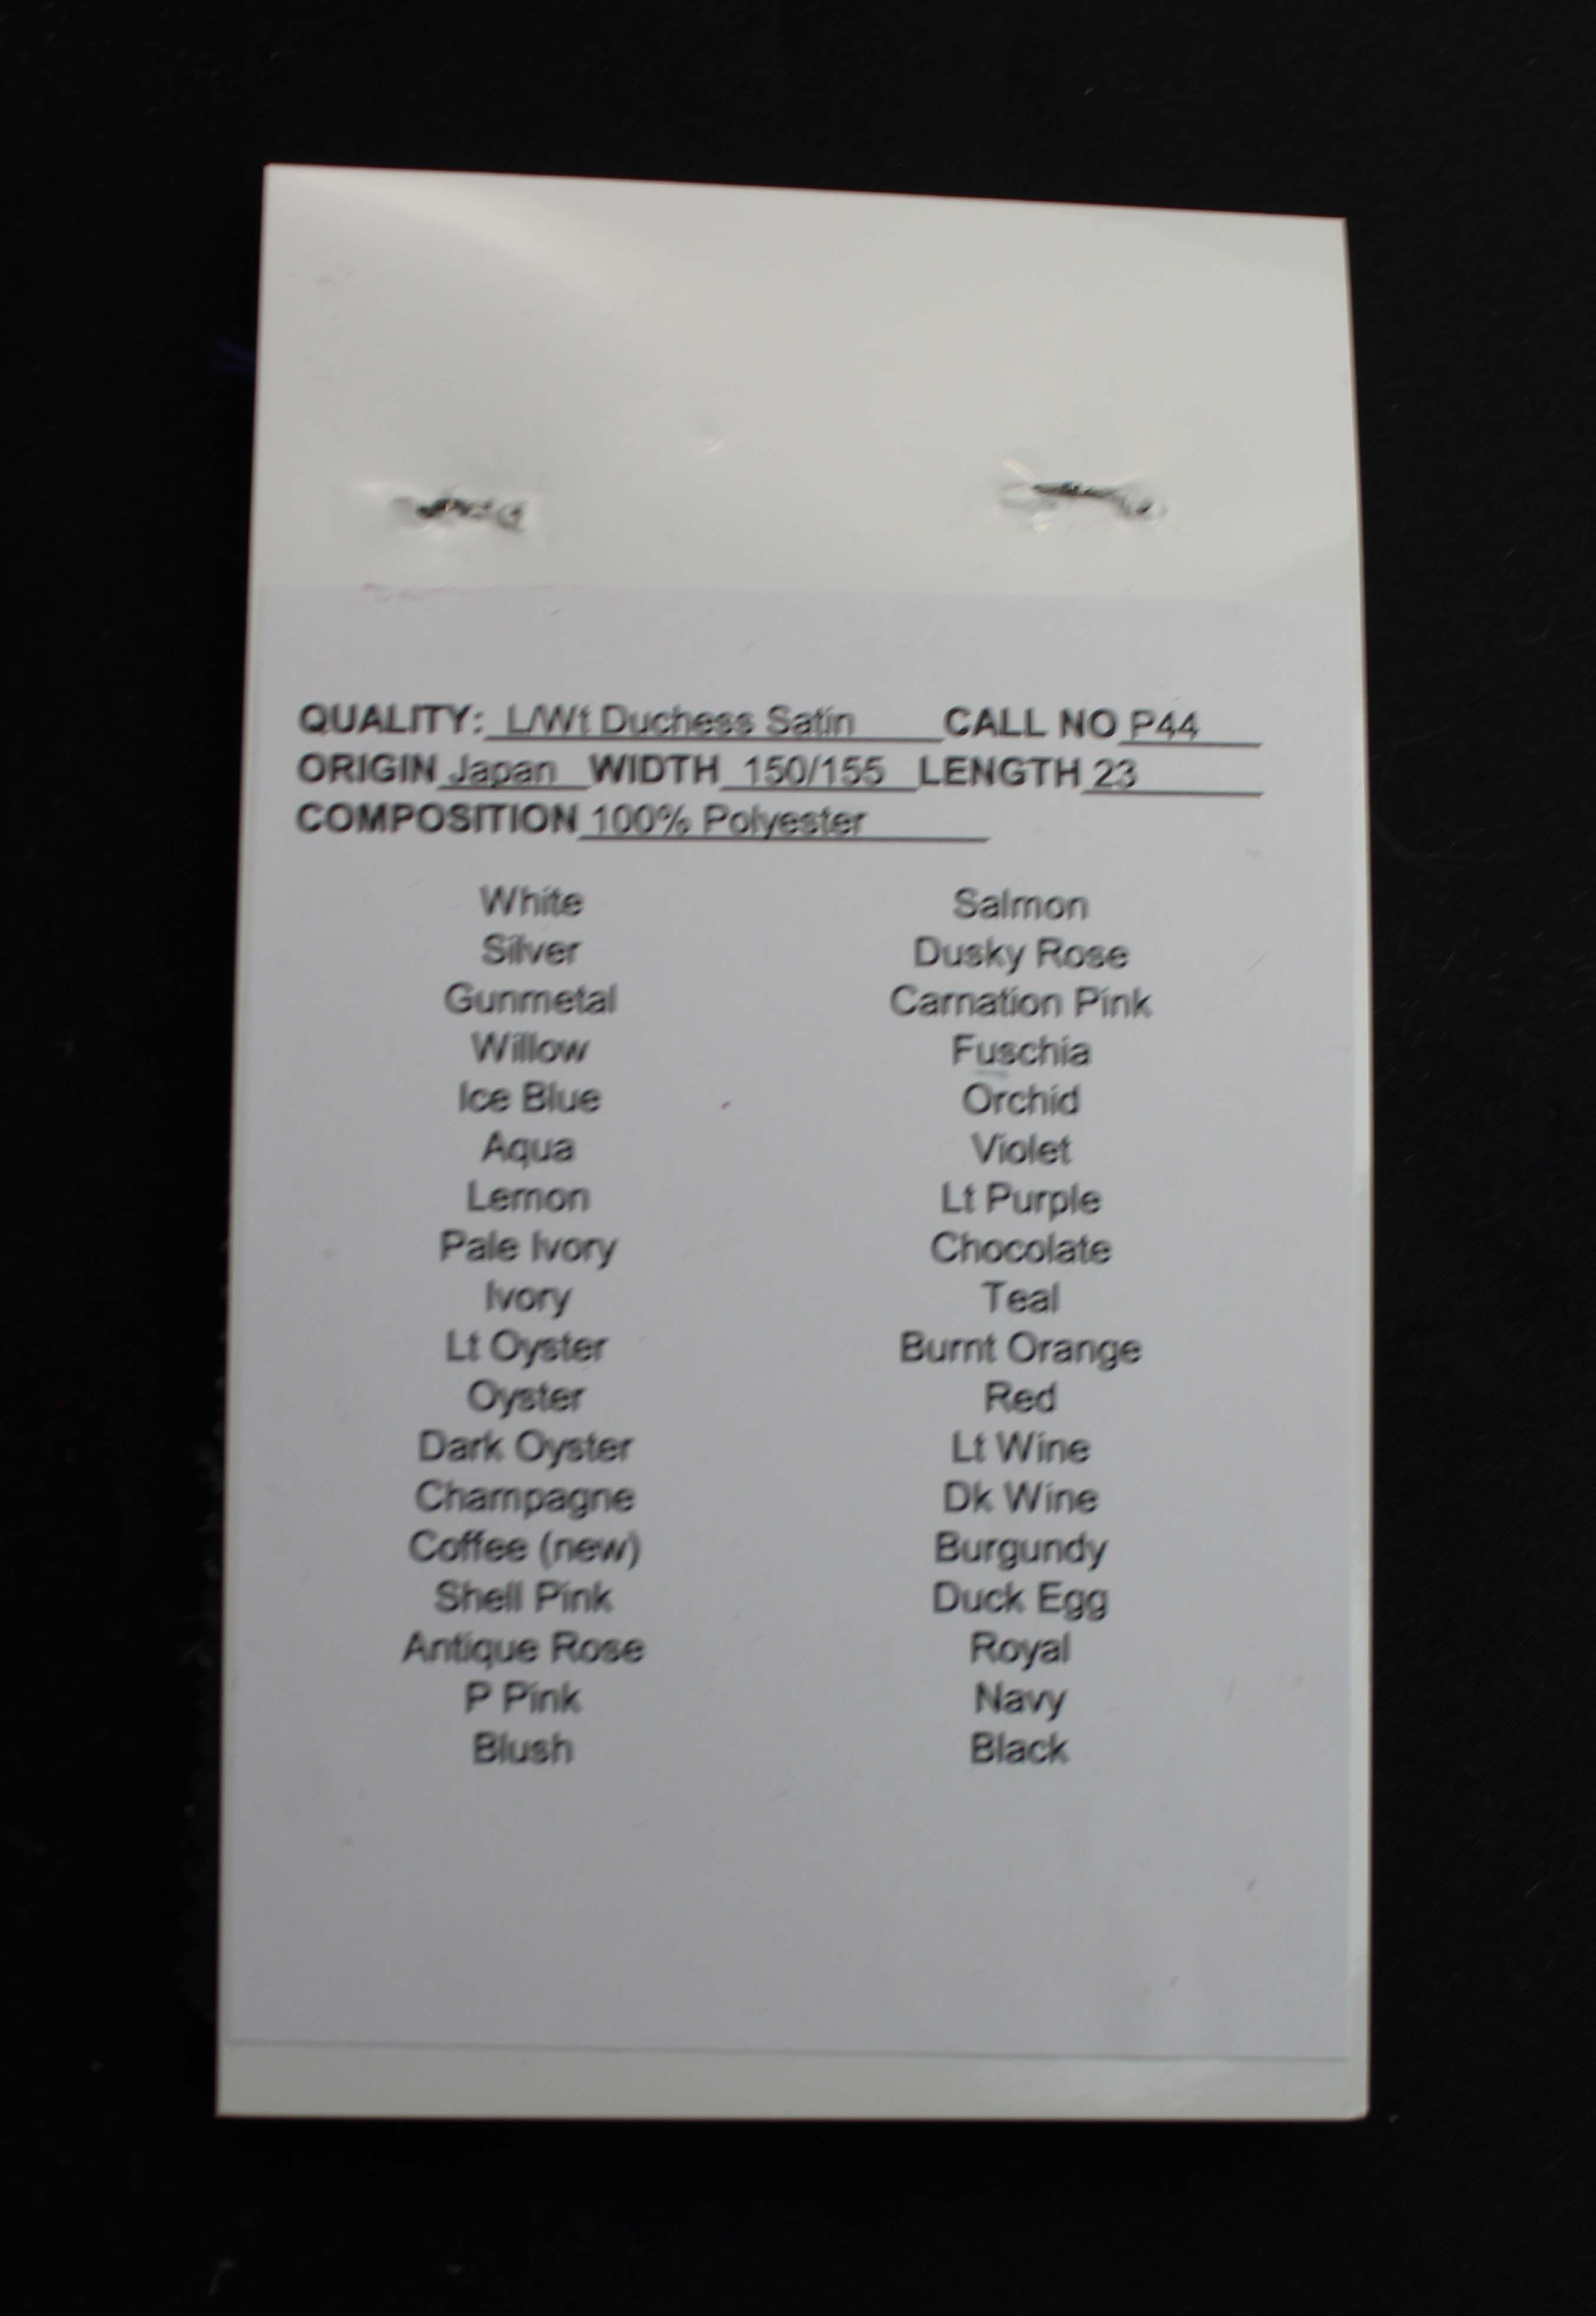 QUALITY: L/Wt Duchess Satin CALL NO P44
ORIGIN Japan WIDTH 150/155 LENGTH 23
COMPOSITION 100% Polyester
White
Silver
Gunmetal
Willow
Ice Blue
Aqua
Lemon
Pale Ivory
Ivory
Lt Oyster
Oyster
Dark Oyster
Champagne
Coffee (new)
Shell Pink
Antique Rose
P Pink
Blush
Salmon
Dusky Rose
Carnation Pink
Fuschia
Orchid
Violet
Lt Purple
Chocolate
Teal
Burnt Orange
Red
Lt Wine
Dk Wine
Burgundy
Duck Egg
Royal
Navy
Black